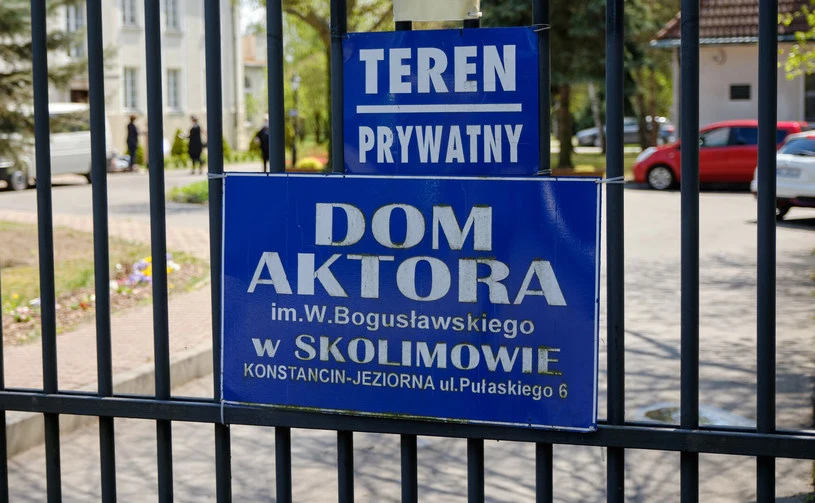 TEREN
PRYWATNY
DOM
AKTORA
im.W.Bogusławskiego
w SKOLIMOWIE
KONSTANCIN-JEZIORNA ul.Pułaskiego 6